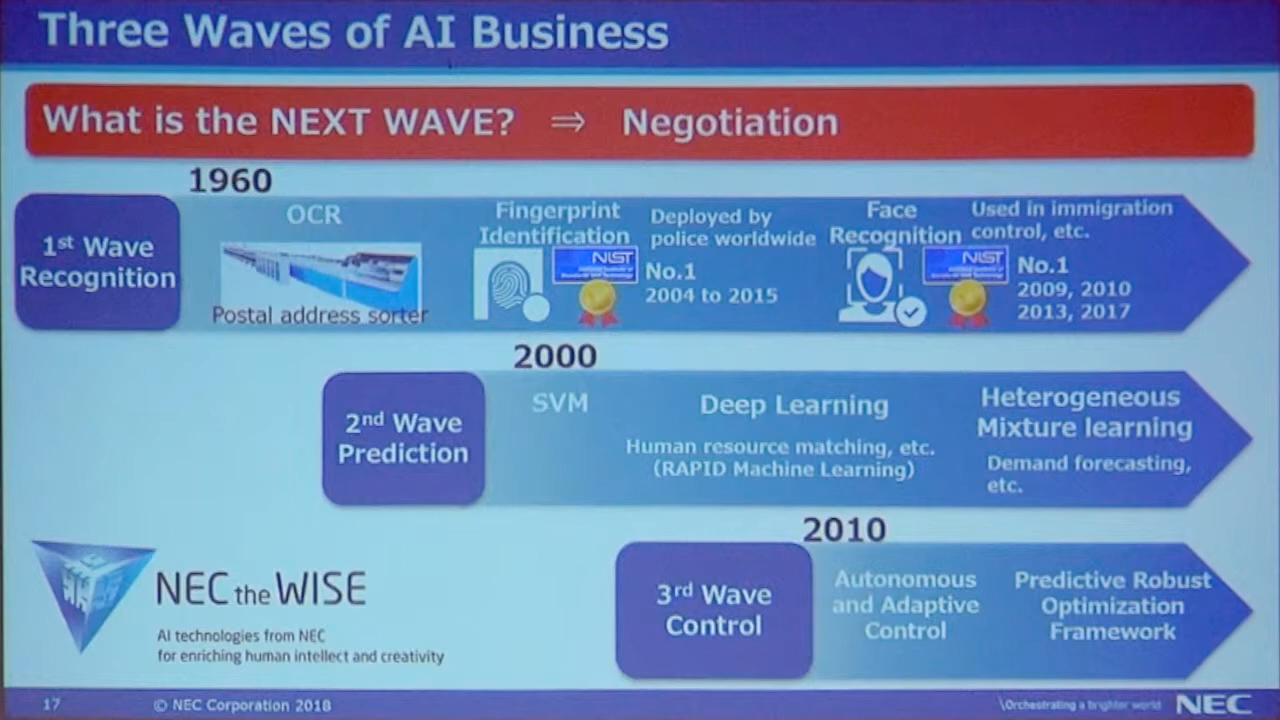 Three Waves of AI Business
What is the NEXT WAVE? ⇒ Negotiation
1960
1st Wave
Recognition
OCR
Postal address sorter
Fingerprint
Identification
NIST
Deployed by
police worldwide
No.1
2004 to 2015
Face
Recognition
NIST
Used in immigration
control, etc.
No.1
2009, 2010
2013, 2017
2000
2nd Wave
Prediction
SVM
Deep Learning
Human resource matching, etc.
(RAPID Machine Learning)
Heterogeneous
Mixture learning
Demand forecasting,
etc.
2010
3rd Wave
Control
Autonomous
and Adaptive
Control
Predictive Robust
Optimization
Framework
NEC the WISE
AI technologies from NEC
for enriching human intellect and creativity
17
© NEC Corporation 2018
\Orchestrating a brighter world
NEC